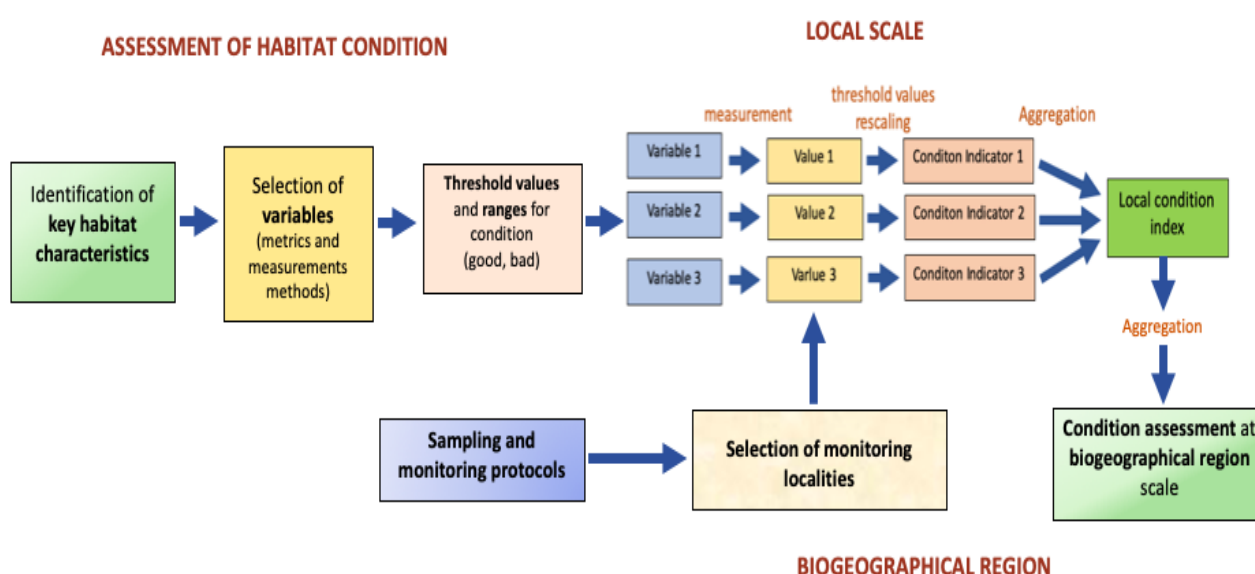 ASSESSMENT OF HABITAT CONDITION
LOCAL SCALE
measurement
threshold values
rescaling
Aggregation
Identification of
key habitat
characteristics
Selection of
variables
(metrics and
measurements
methods)
Threshold values
and ranges for
condition
(good, bad)
Variable 1
Value 1
Conditon Indicator 1
Variable 2
Value 2
Conditon Indicator 2
Variable 3
Varlue 3
Conditon Indicator 3
Local condition
index
Aggregation
Sampling and
monitoring protocols
Selection of monitoring
localities
Condition assessment at
biogeographical region
scale
BIOGEOGRAPHICAL REGION